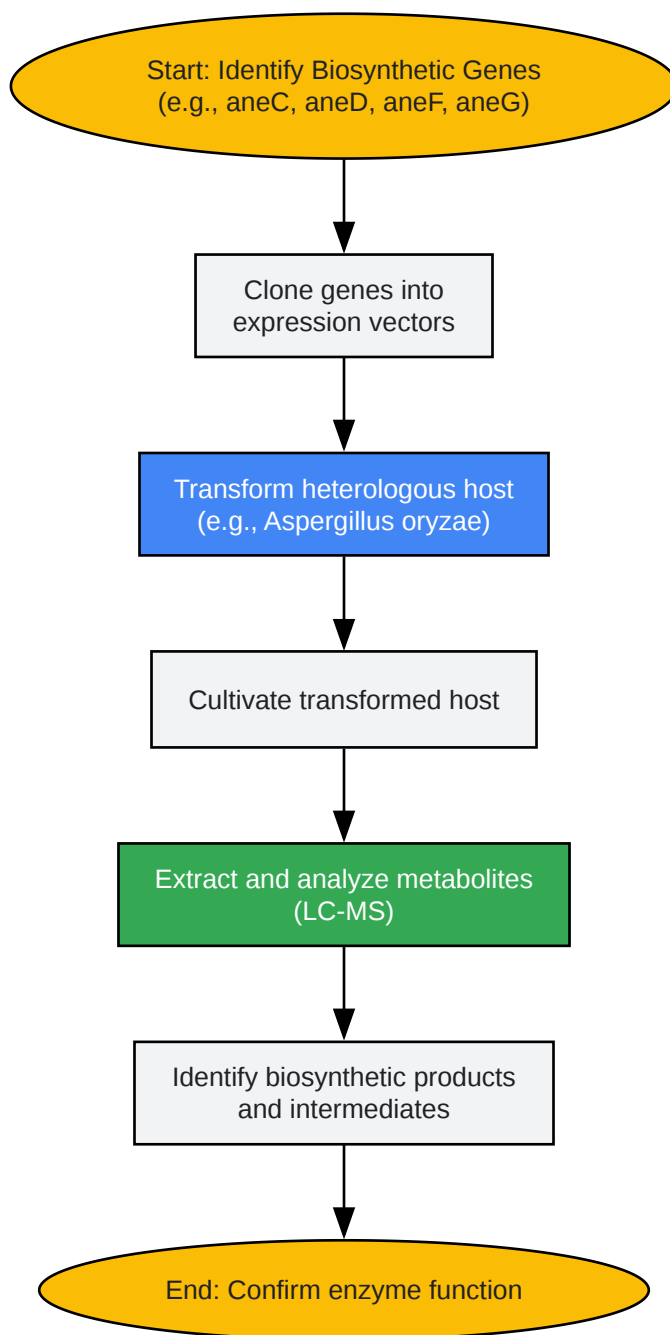 Start: Identify Biosynthetic Genes
(e.g., aneC, aneD, aneF, aneG)
Clone genes into
expression vectors
Transform heterologous host
(e.g., Aspergillus oryzae)
Cultivate transformed host
Extract and analyze metabolites
(LC-MS)
Identify biosynthetic products
and intermediates
End: Confirm enzyme function